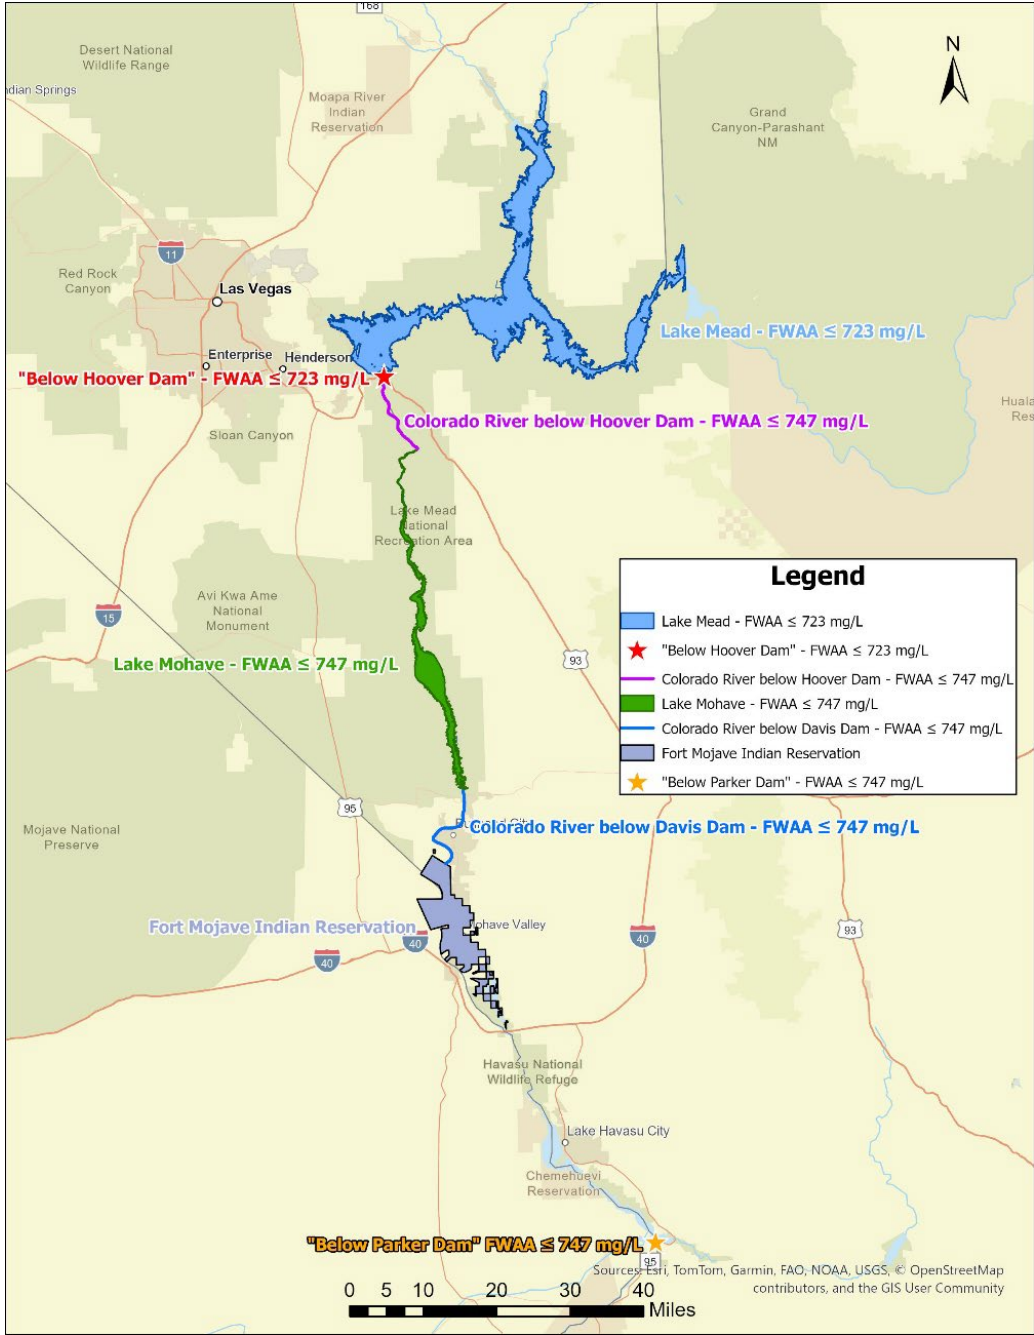 168
N
Desert National
Wildlife Range
ndian Springs
Moapa River
Indian
Reservation
Grand
Canyon-Parashant
NM
11
Red Rock
Canyon
Las Vegas
Lake Mead - FWAA ≤ 723 mg/L
Enterprise
Henderson
"Below Hoover Dam" - FWAA ≤ 723 mg/L
Colorado River below Hoover Dam - FWAA ≤ 747 mg/L
Huala
Res
Sloan Canyon
Lake Mead
National
Recreation Area
Legend
Lake Mead - FWAA ≤ 723 mg/L
"Below Hoover Dam" - FWAA ≤ 723 mg/L
Colorado River below Hoover Dam - FWAA ≤ 747 mg/L
Lake Mohave - FWAA ≤ 747 mg/L
Colorado River below Davis Dam - FWAA ≤ 747 mg/L
Fort Mojave Indian Reservation
"Below Parker Dam" - FWAA ≤ 747 mg/L
Avi Kwa Ame
National
Monument
15
93
Lake Mohave - FWAA ≤ 747 mg/L
95
Mojave National
Preserve
Colorado River below Davis Dam - FWAA ≤ 747 mg/L
Fort Mojave Indian Reservation
Mohave Valley
40
40
40
93
Havasu National
Wildlife Refuge
Lake Havasu City
Chemehuevi
Reservation
"Below Parker Dam" FWAA ≤ 747 mg/L
95
Sources: Esri, TomTom, Garmin, FAO, NOAA, USGS, © OpenStreetMap
contributors, and the GIS User Community
0 5 10 20 30 40
Miles